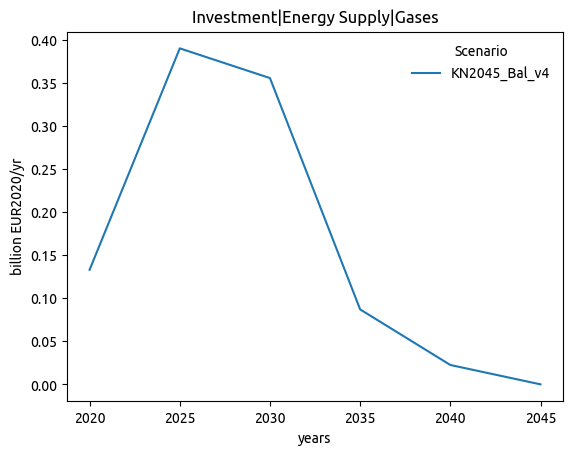 Investment|Energy Supply|Gases
Scenario
KN2045_Bal_v4
billion EUR2020/yr
0.40
0.35
0.30
0.25
0.20
0.15
0.10
0.05
0.00
2020 2025 2030 2035 2040 2045
years